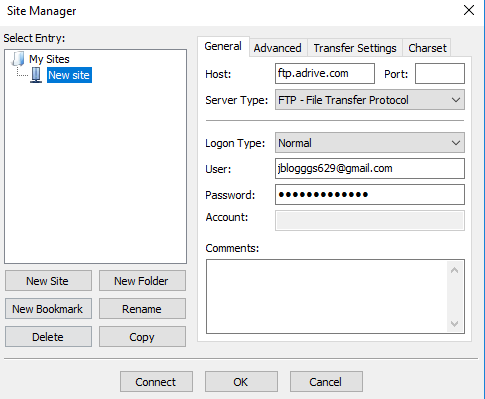 Site Manager
Select Entry:
My Sites
New site
New Site
New Folder
New Bookmark
Rename
Delete
Copy
General
Advanced
Transfer Settings
Charset
Host:
ftp.adrive.com
Port:
Server Type:
FTP - File Transfer Protocol
Logon Type:
Normal
User:
jblogggs629@gmail.com
Password:
●●●●●●●●●●●●●
Account:
Comments:
Connect
OK
Cancel